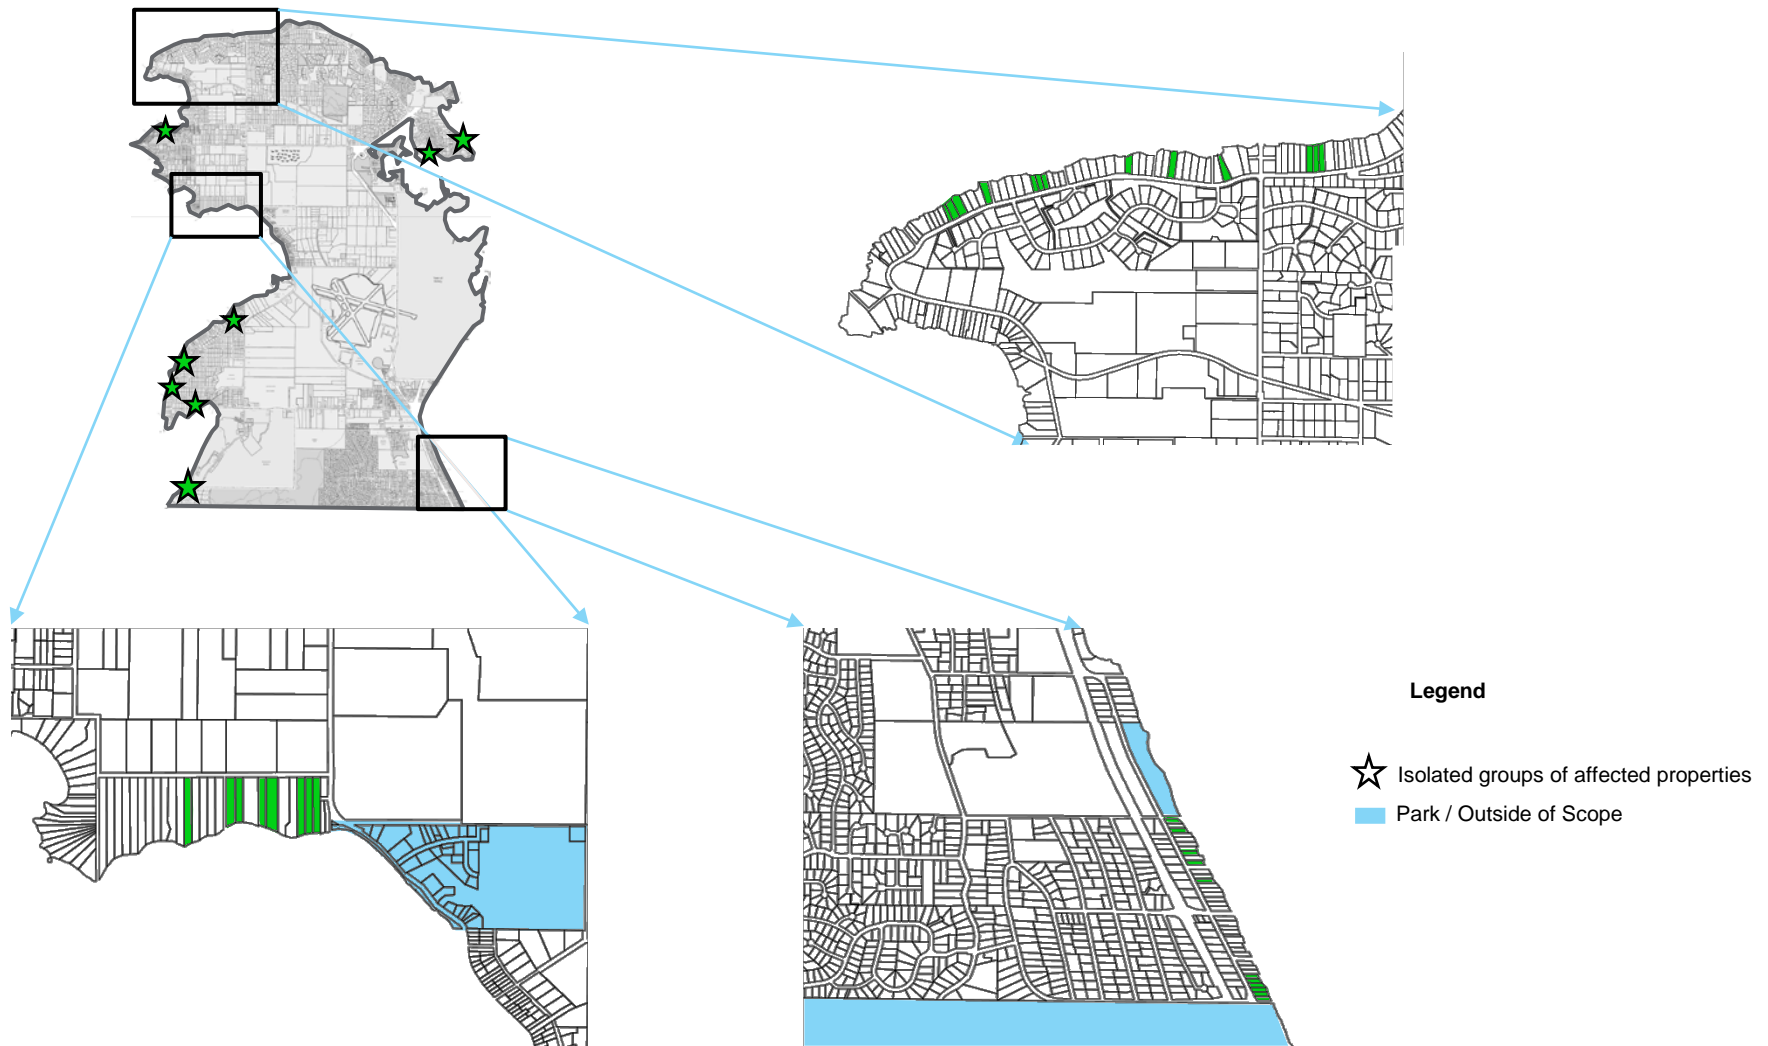 Legend
Isolated groups of affected properties
Park / Outside of Scope